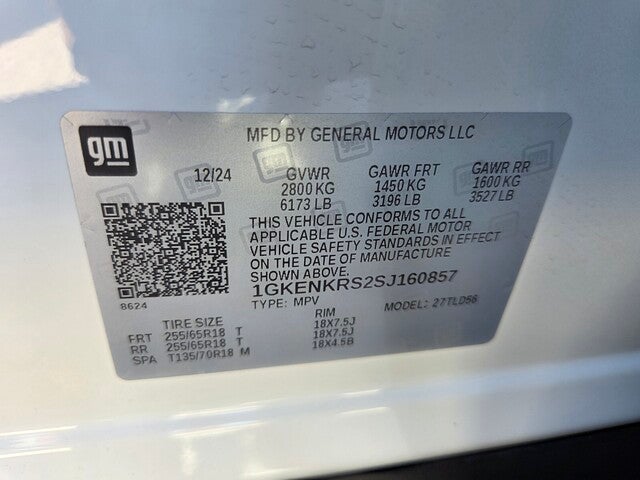 gm
MFD BY GENERAL MOTORS LLC
12/24 GVWR GAWR FRT GAWR RR
2800 KG 1450 KG 1600 KG
6173 LB 3196 LB 3527 LB
THIS VEHICLE CONFORMS TO ALL
APPLICABLE U.S. FEDERAL MOTOR
VEHICLE SAFETY STANDARDS IN EFFECT
ON THE DATE OF MANUFACTURE
SHOWN ABOVE.
1GKENKRS2SJ160857
8624 TYPE: MPV MODEL: 27TLD56
TIRE SIZE RIM
FRT 255/65R18 T 18X7.5J
RR 255/65R18 T 18X7.5J
SPA T135/70R18 M 18X4.5B